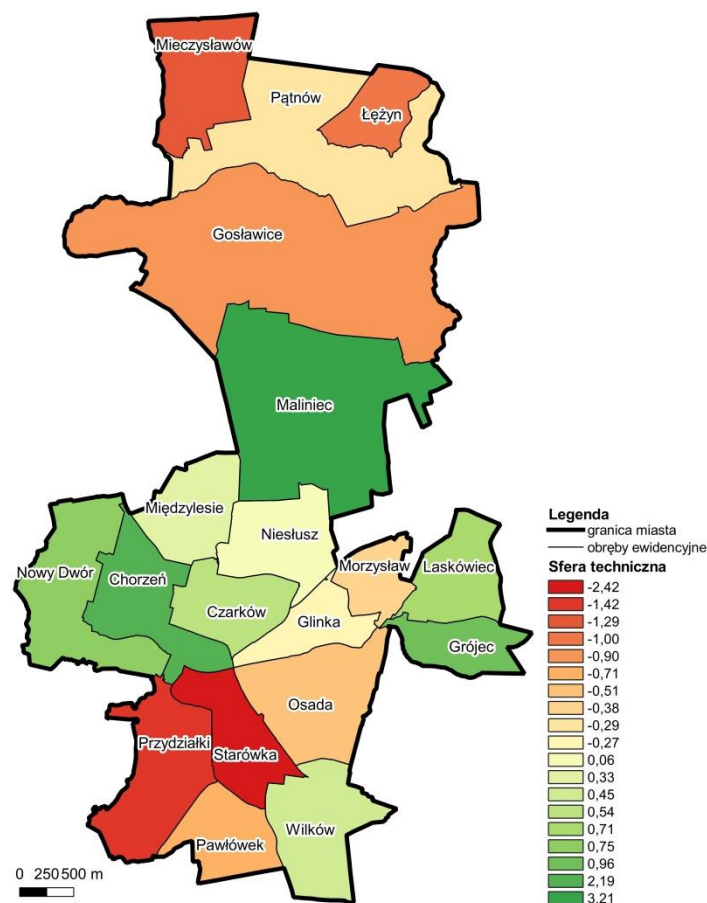 Mieczysławów
Pątnów
Łężyn
Gosławice
Maliniec
Międzylesie
Niesłusz
Nowy Dwór
Chorzeń
Czarków
Glinka
Morzysław
Laskówiec
Grójec
Osada
Przydziałki
Starówka
Pawłówek
Wilków
0 250 500 m
Legenda
granica miasta
obręby ewidencyjne
Sfera techniczna
-2,42
-1,42
-1,29
-1,00
-0,90
-0,71
-0,51
-0,38
-0,29
-0,27
0,06
0,33
0,45
0,54
0,71
0,75
0,96
2,19
3,21